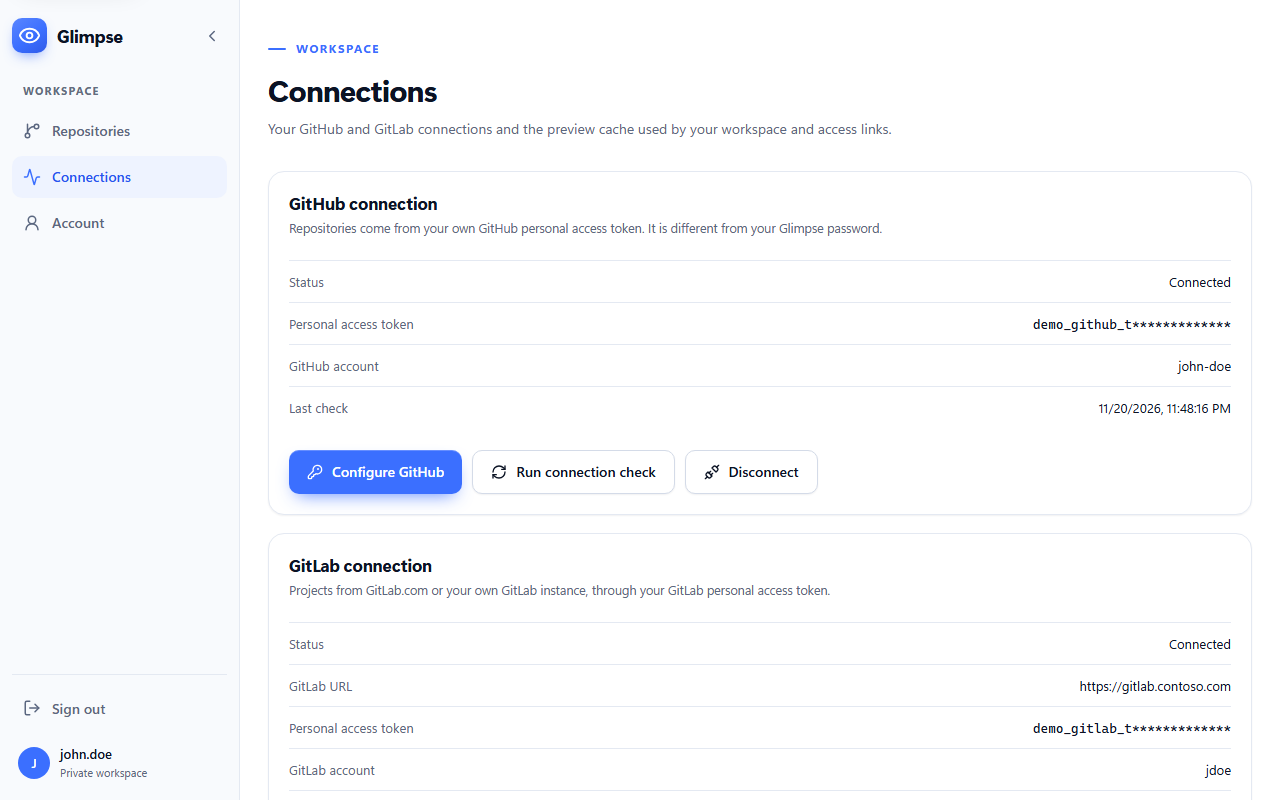 Glimpse
WORKSPACE
Repositories
Connections
Account
Sign out
J
john.doe
Private workspace
WORKSPACE
Connections
Your GitHub and GitLab connections and the preview cache used by your workspace and access links.
GitHub connection
Repositories come from your own GitHub personal access token. It is different from your Glimpse password.
Status Connected
Personal access token demo_github_t*************
GitHub account john-doe
Last check 11/20/2026, 11:48:16 PM
Configure GitHub Run connection check Disconnect
GitLab connection
Projects from GitLab.com or your own GitLab instance, through your GitLab personal access token.
Status Connected
GitLab URL https://gitlab.contoso.com
Personal access token demo_gitlab_t*************
GitLab account jdoe